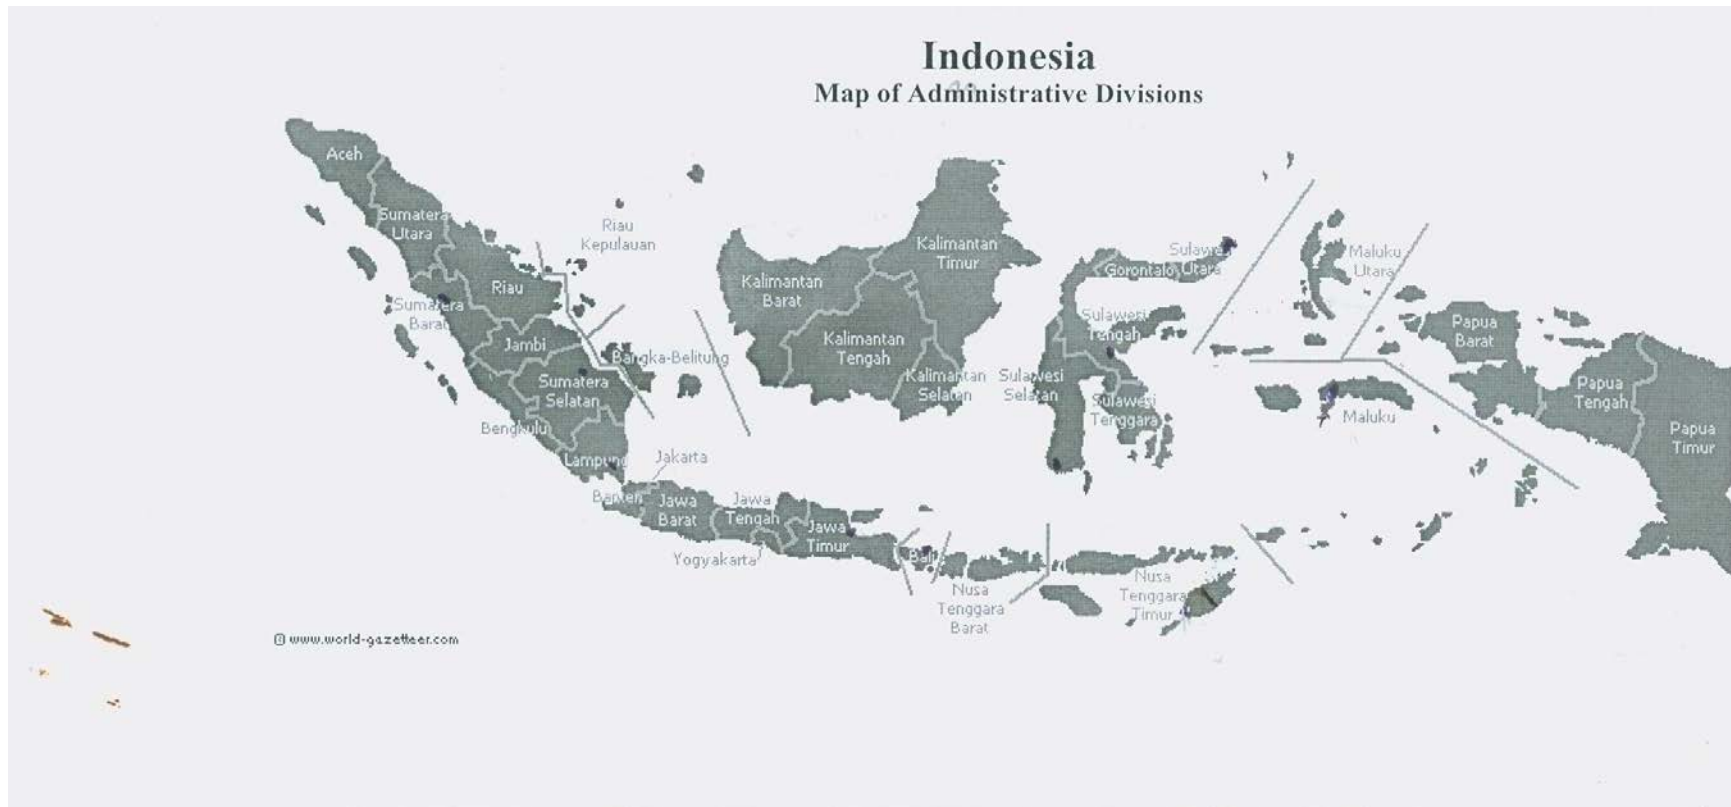 Indonesia
Map of Administrative Divisions
Aceh
Sumatera
Utara
Riau
Kepulauan
Riau
Sumatera
Barat
Jambi
Bangka-Belitung
Sumatera
Selatan
Bengkulu
Lampung
Jakarta
Banten
Jawa
Barat
Jawa
Tengah
Yogyakarta
Jawa
Timur
Bali
Nusa
Tenggara
Barat
Nusa
Tenggara
Timur
Kalimantan
Barat
Kalimantan
Timur
Kalimantan
Tengah
Kalimantan
Selatan
Gorontalo
Sulawesi
Utara
Sulawesi
Tengah
Sulawesi
Selatan
Sulawesi
Tenggara
Maluku
Utara
Maluku
Papua
Barat
Papua
Tengah
Papua
Timur
© www.world-gazetteer.com